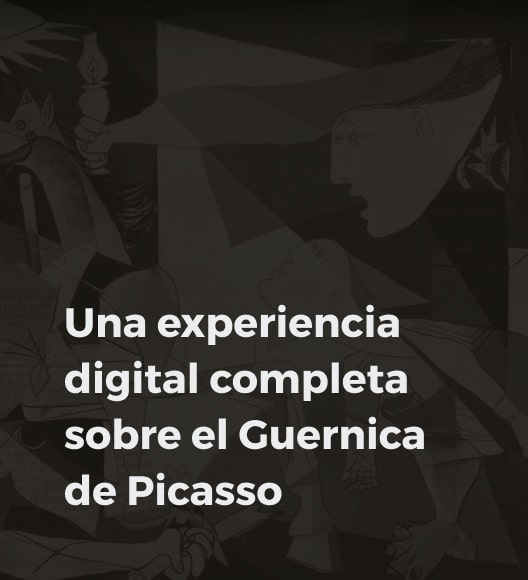 Una experiencia
digital completa
sobre el Guernica
de Picasso